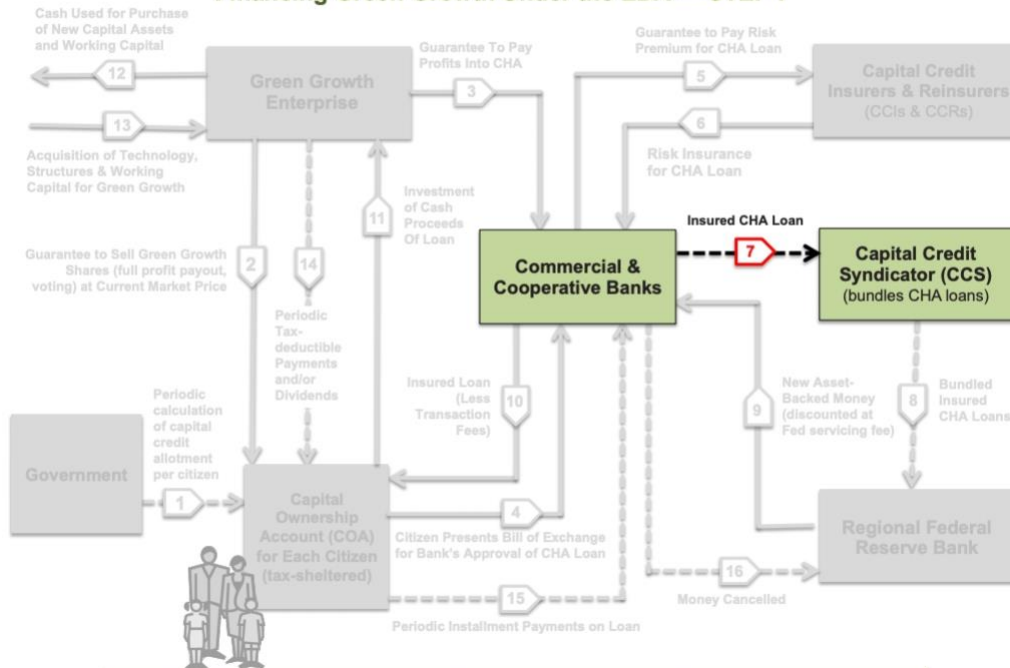 Cash Used for Purchase
of New Capital Assets
and Working Capital
12
13
Acquisition of Technology,
Structures & Working
Capital for Green Growth
Green Growth
Enterprise
Guarantee To Pay
Profits Into CHA
3
Guarantee to Pay Risk
Premium for CHA Loan
5
6
Risk Insurance
for CHA Loan
Capital Credit
Insurers & Reinsurers
(CCIs & CCRs)
Guarantee to Sell Green Growth
Shares (full profit payout,
voting) at Current Market Price
2
14
Periodic
Tax-
deductible
Payments
and/or
Dividends
11
Investment
of Cash
Proceeds
Of Loan
Commercial &
Cooperative Banks
Insured CHA Loan
7
Capital Credit
Syndicator (CCS)
(bundles CHA loans)
Insured Loan
(Less
Transaction
Fees)
10
New Asset-
Backed Money
(discounted at
Fed servicing fee)
9
8
Bundled
Insured
CHA Loans
Government
Periodic
calculation
of capital
credit
allotment
per citizen
1
Capital
Ownership
Account (COA)
for Each Citizen
(tax-sheltered)
4
Citizen Presents Bill of Exchange
for Bank's Approval of CHA Loan
Regional Federal
Reserve Bank
16
Money Cancelled
15
Periodic Installment Payments on Loan